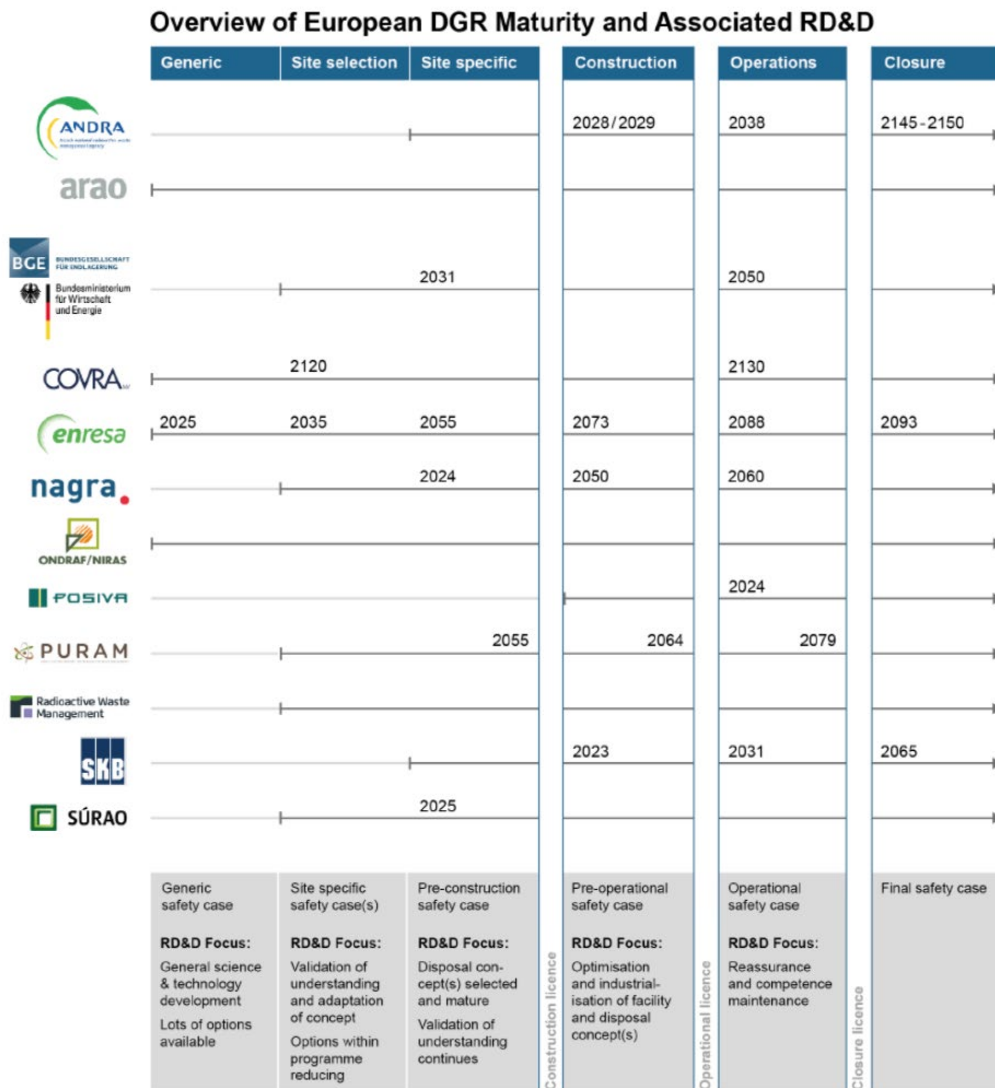 Overview of European DGR Maturity and Associated RD&D
Generic Site selection Site specific Construction Operations Closure
ANDRA
2028/2029 2038 2145-2150
arao
BGE BUNDESGESELLSCHAFT
FÜR ENDLAGERUNG
Bundesministerium
für Wirtschaft
und Energie
2031 2050
COVRA
2120 2130
enresa
2025 2035 2055 2073 2088 2093
nagra.
2024 2050 2060
ONDRAF/NIRAS
POSIVA
2024
PURAM
2055 2064 2079
Radioactive Waste
Management
SKB
2023 2031 2065
SÚRAO
2025
Generic
safety case
RD&D Focus:
General science
& technology
development
Lots of options
available
Site specific
safety case(s)
RD&D Focus:
Validation of
understanding
and adaptation
of concept
Options within
programme
reducing
Pre-construction
safety case
RD&D Focus:
Disposal con-
cept(s) selected
and mature
Validation of
understanding
continues
Construction licence
Pre-operational
safety case
RD&D Focus:
Optimisation
and industrial-
isation of facility
and disposal
concept(s)
Operational licence
Operational
safety case
RD&D Focus:
Reassurance
and competence
maintenance
Closure licence
Final safety case